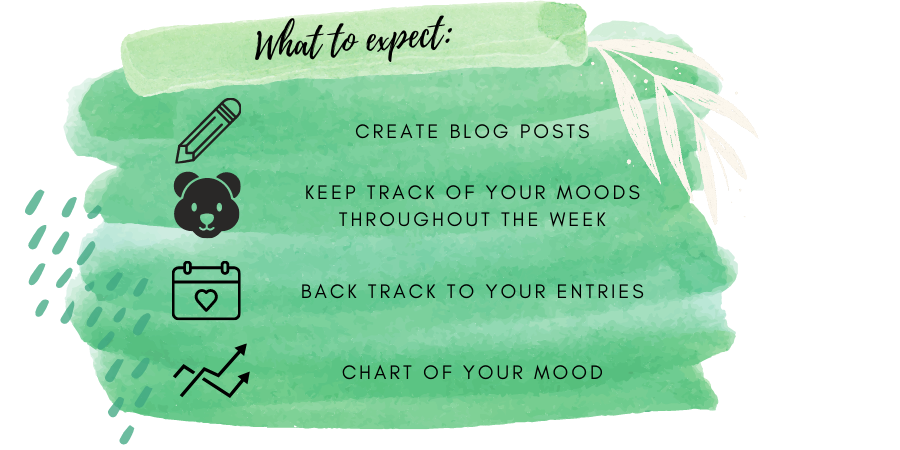 What to expect:
CREATE BLOG POSTS
KEEP TRACK OF YOUR MOODS
THROUGHOUT THE WEEK
BACK TRACK TO YOUR ENTRIES
CHART OF YOUR MOOD